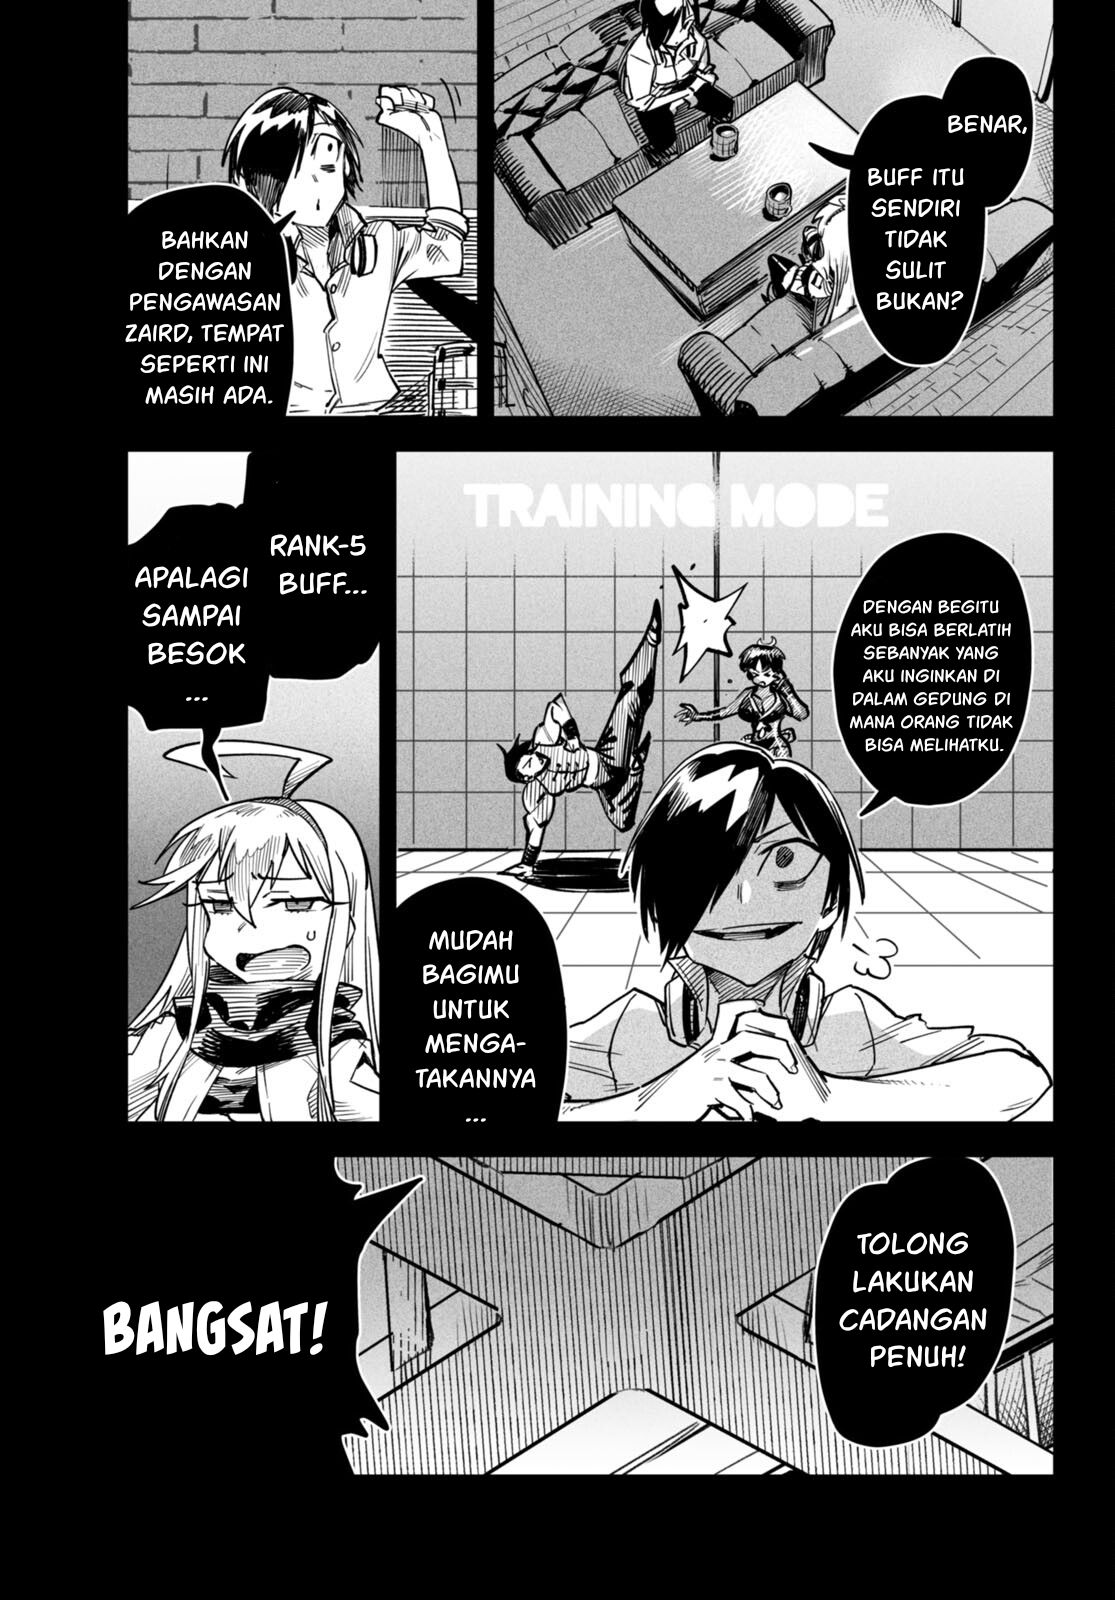 BENAR,
BUFF ITU
SENDIRI
TIDAK
SULIT
BUKAN?
BAHKAN
DENGAN
PENGAWASAN
ZAIRD, TEMPAT
SEPERTI INI
MASIH ADA.
TRAINING MODE
DENGAN BEGITU
AKU BISA BERLATIH
SEBANYAK YANG
AKU INGINKAN DI
DALAM GEDUNG DI
MANA ORANG TIDAK
BISA MELIHATKU.
MUDAH
BAGIMU
UNTUK
MENGA-
TAKANNYA
...
RANK-5
BUFF...
APALAGI
SAMPAI
BESOK
...
TOLONG
LAKUKAN
CADANGAN
PENUH!
BANGSAT!